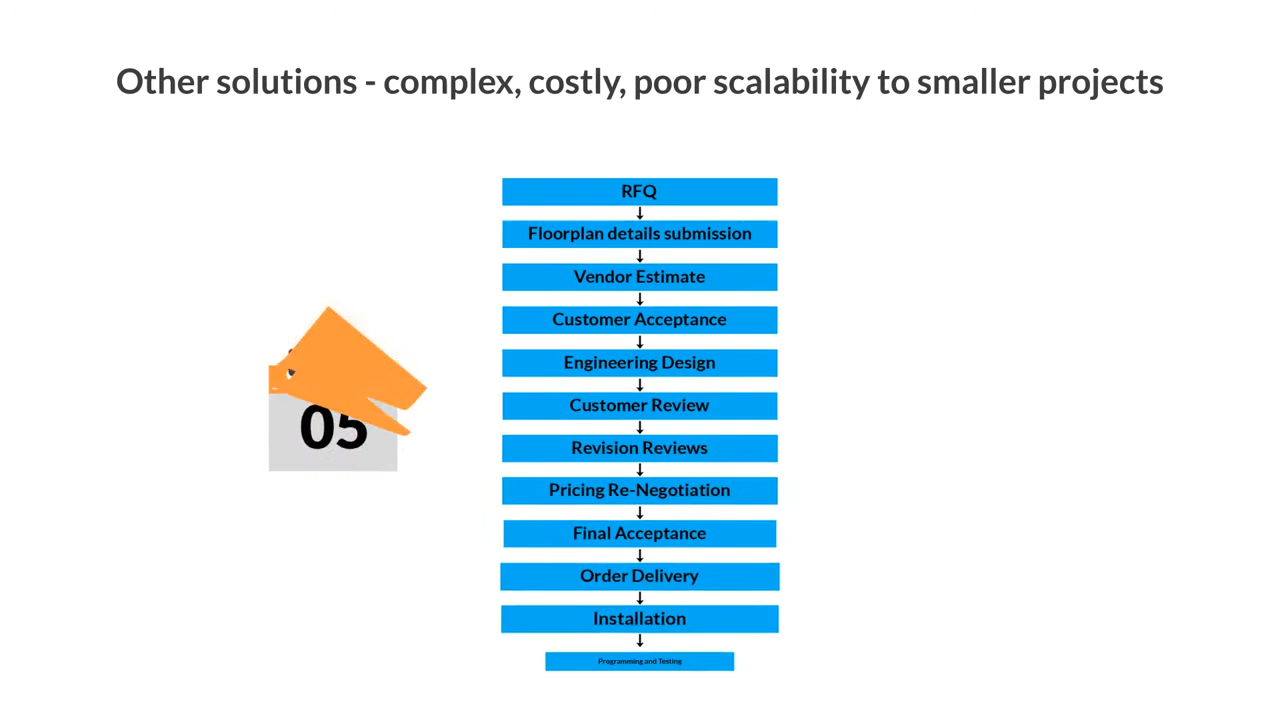 Other solutions - complex, costly, poor scalability to smaller projects
RFQ
Floorplan details submission
Vendor Estimate
Customer Acceptance
Engineering Design
Customer Review
Revision Reviews
Pricing Re-Negotiation
Final Acceptance
Order Delivery
Installation
Programming and Testing
05